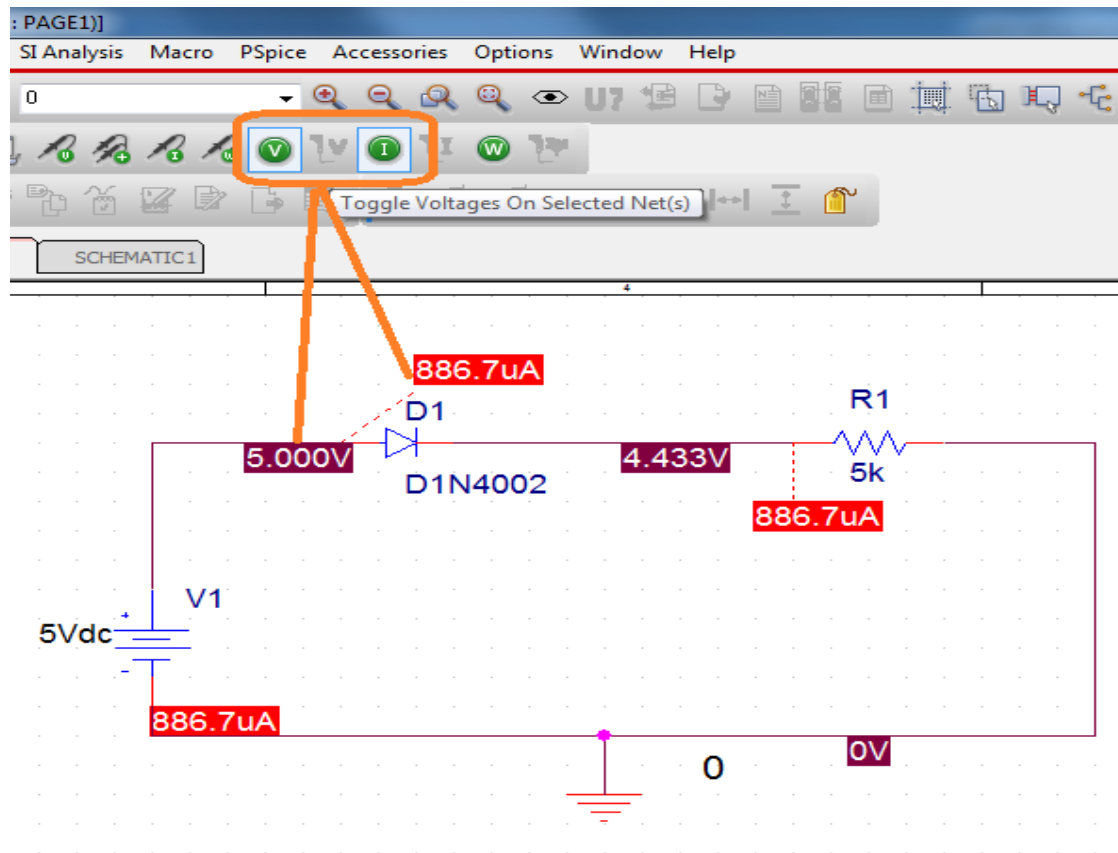 : PAGE1)]
SI Analysis Macro PSpice Accessories Options Window Help
0
U?
V I W
Toggle Voltages On Selected Net(s)
SCHEMATIC1
4
886.7uA
D1
R1
5.000V
4.433V
5k
D1N4002
886.7uA
V1
+
5Vdc
-
886.7uA
0V
0